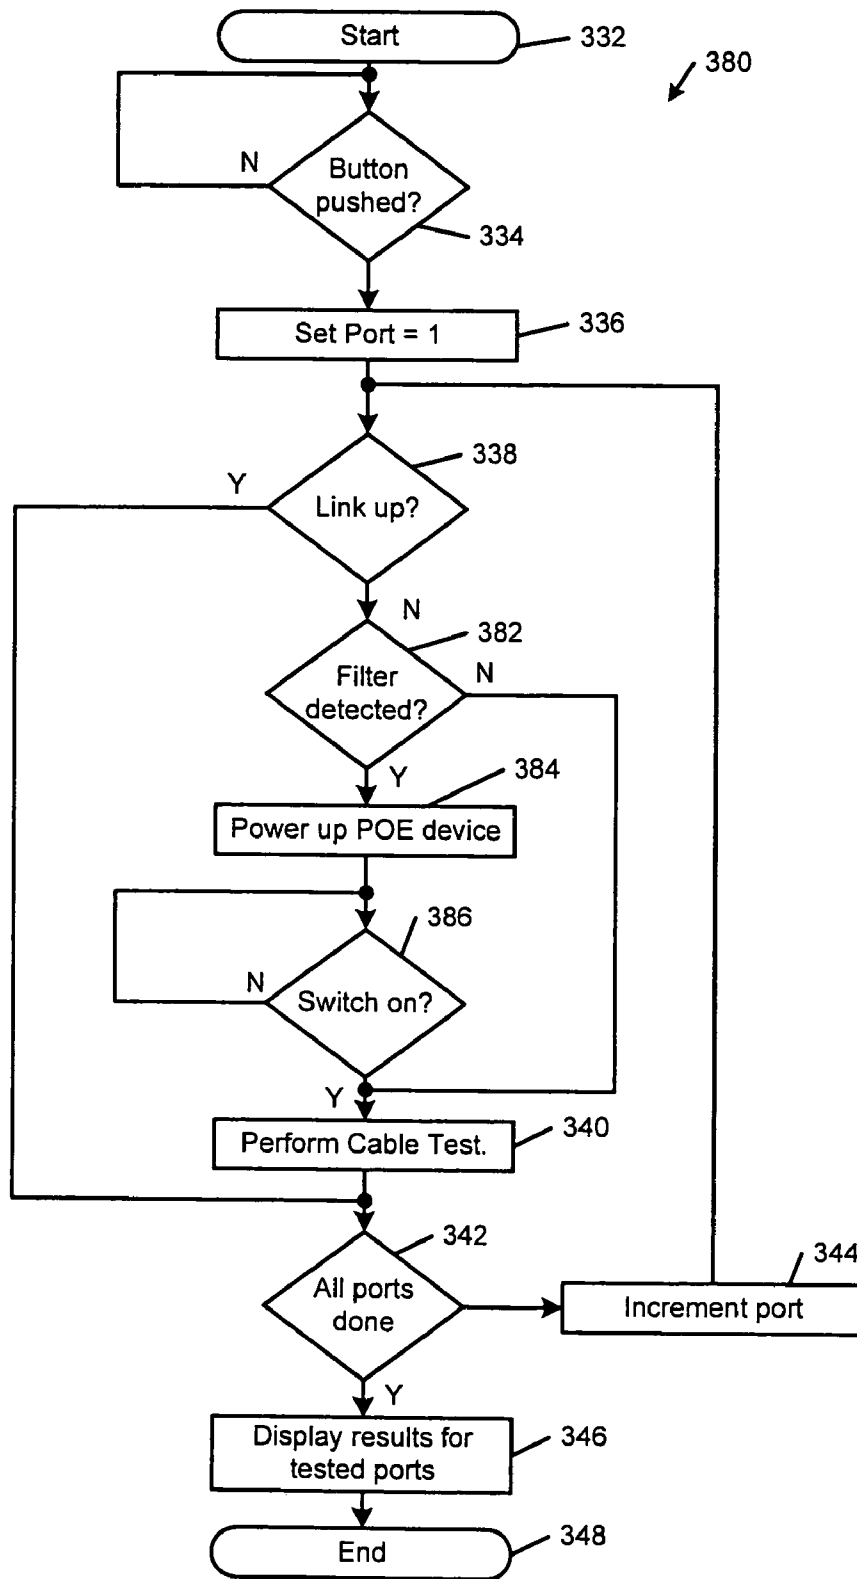 Start
332
380
N
Button
pushed?
334
Set Port = 1
336
338
Y
Link up?
N
382
Filter
detected?
N
Y
384
Power up POE device
386
N
Switch on?
Y
Perform Cable Test.
340
342
344
All ports
done
Increment port
Y
Display results for
tested ports
346
End
348